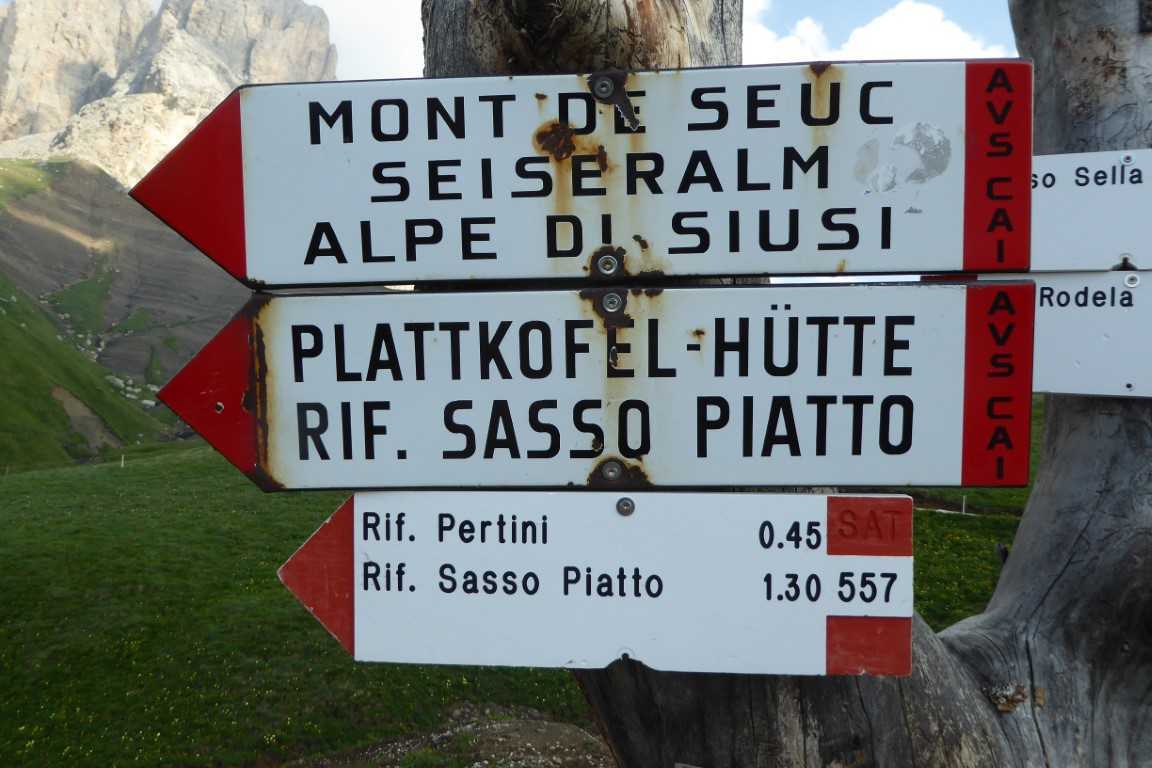 MONT DE SEUC
SEISERALM
ALPE DI SIUSI
AVS CAI
so Sella
PLATTKOFEL-HÜTTE
RIF. SASSO PIATTO
AVS CAI
Rodela
Rif. Pertini 0.45 SAT
Rif. Sasso Piatto 1.30 557